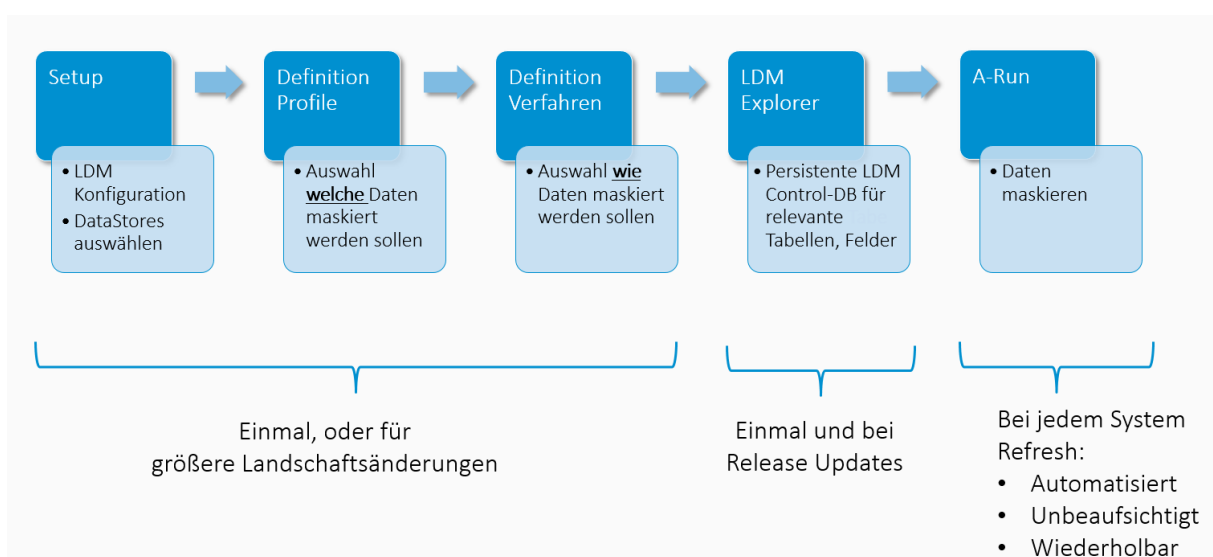 Setup
• LDM
Konfiguration
• DataStores
auswählen
Definition
Profile
• Auswahl
welche Daten
maskiert
werden sollen
Definition
Verfahren
• Auswahl wie
Daten maskiert
werden sollen
LDM
Explorer
• Persistente LDM
Control-DB für
relevante
Tabellen, Felder
A-Run
• Daten
maskieren
Einmal, oder für
größere Landschaftsänderungen
Einmal und bei
Release Updates
Bei jedem System
Refresh:
• Automatisiert
• Unbeaufsichtigt
• Wiederholbar